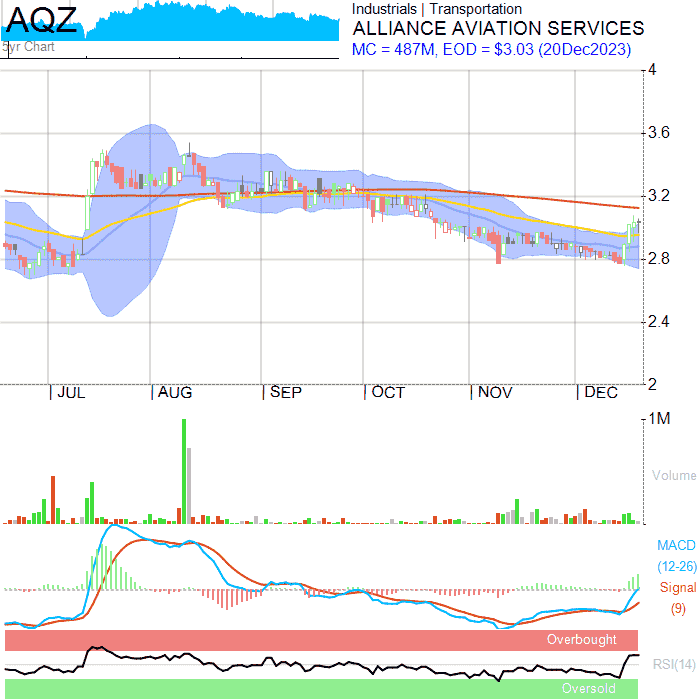 AQZ
5yr Chart
Industrials | Transportation
ALLIANCE AVIATION SERVICES
MC = 487M, EOD = $3.03 (20Dec2023)
4
3.6
3.2
2.8
2.4
2
JUL AUG SEP OCT NOV DEC
1M
Volume
MACD
(12-26)
Signal
(9)
Overbought
RSI(14)
Oversold